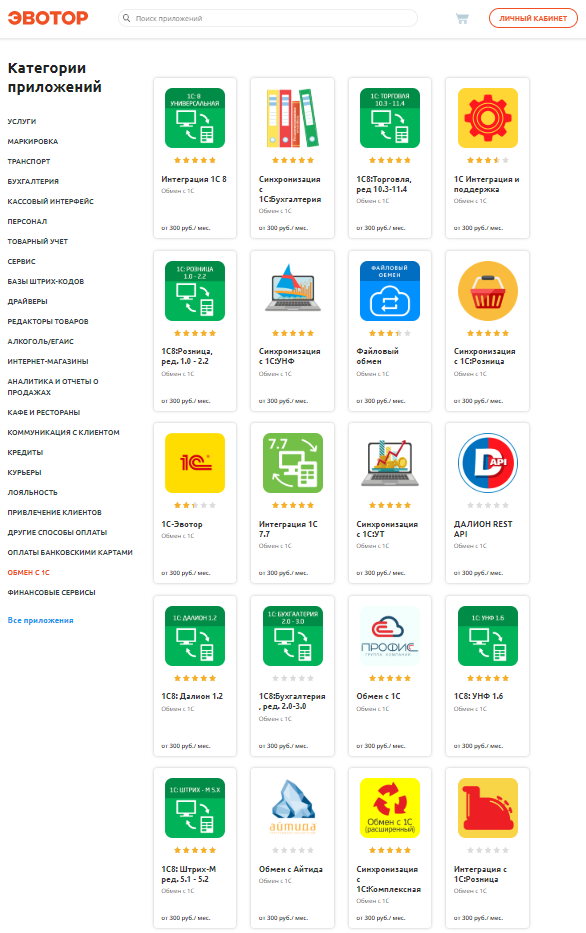 ЭВОТОР
Поиск приложений
ЛИЧНЫЙ КАБИНЕТ
Категории
приложений
УСЛУГИ
МАРКИРОВКА
ТРАНСПОРТ
БУХГАЛТЕРИЯ
КАССОВЫЙ ИНТЕРФЕЙС
ПЕРСОНАЛ
ТОВАРНЫЙ УЧЕТ
СЕРВИС
БАЗЫ ШТРИХ-КОДОВ
ДРАЙВЕРЫ
РЕДАКТОРЫ ТОВАРОВ
АЛКОГОЛЬ/ЕГАИС
ИНТЕРНЕТ-МАГАЗИНЫ
АНАЛИТИКА И ОТЧЕТЫ О
ПРОДАЖАХ
КАФЕ И РЕСТОРАНЫ
КОММУНИКАЦИЯ С КЛИЕНТОМ
КРЕДИТЫ
КУРЬЕРЫ
ЛОЯЛЬНОСТЬ
ПРИВЛЕЧЕНИЕ КЛИЕНТОВ
ДРУГИЕ СПОСОБЫ ОПЛАТЫ
ОПЛАТЫ БАНКОВСКИМИ КАРТАМИ
ОБМЕН С 1С
ФИНАНСОВЫЕ СЕРВИСЫ
Все приложения
1С: 8
УНИВЕРСАЛЬНАЯ
Интеграция 1С 8
Обмен с 1С
от 300 руб./ мес.
Синхронизация
с
1С:Бухгалтерия
Обмен с 1С
от 300 руб./ мес.
1С: ТОРГОВЛЯ
10.3 - 11.4
1С8:Торговля,
ред 10.3-11.4
Обмен с 1С
от 300 руб./ мес.
1С Интеграция и
поддержка
Обмен с 1С
от 300 руб./ мес.
1С: РОЗНИЦА
1.0 - 2.2
1С8:Розница,
ред. 1.0 - 2.2
Обмен с 1С
от 300 руб./ мес.
Синхронизация
с 1С:УНФ
Обмен с 1С
от 300 руб./ мес.
ФАЙЛОВЫЙ
ОБМЕН
Файловый
обмен
Обмен с 1С
от 300 руб./ мес.
Синхронизация
с 1С:Розница
Обмен с 1С
от 300 руб./ мес.
1С
1С-Эвотор
Обмен с 1С
от 300 руб./ мес.
7.7
Интеграция 1С
7.7
Обмен с 1С
от 300 руб./ мес.
Синхронизация
с 1С:УТ
Обмен с 1С
от 300 руб./ мес.
D API
ДАЛИОН REST
API
Обмен с 1С
от 300 руб./ мес.
1С: ДАЛИОН 1.2
1С8: Далион 1.2
Обмен с 1С
от 300 руб./ мес.
1С: БУХГАЛТЕРИЯ
2.0 - 3.0
1С8:Бухгалтерия
, ред. 2.0-3.0
Обмен с 1С
от 300 руб./ мес.
ПРОФИС
ГРУППА КОМПАНИЙ
Обмен с 1С
Обмен с 1С
от 300 руб./ мес.
1С: УНФ 1.6
1С8: УНФ 1.6
Обмен с 1С
от 300 руб./ мес.
1С: ШТРИХ - М 5.Х
1С8: Штрих-М
ред. 5.1 - 5.2
Обмен с 1С
от 300 руб./ мес.
айтида
Обмен с Айтида
Обмен с 1С
от 300 руб./ мес.
Обмен с 1С
(расширенный)
Синхронизация
с
1С:Комплексная
Обмен с 1С
от 300 руб./ мес.
Интеграция с
1С:Розница
Обмен с 1С
от 300 руб./ мес.